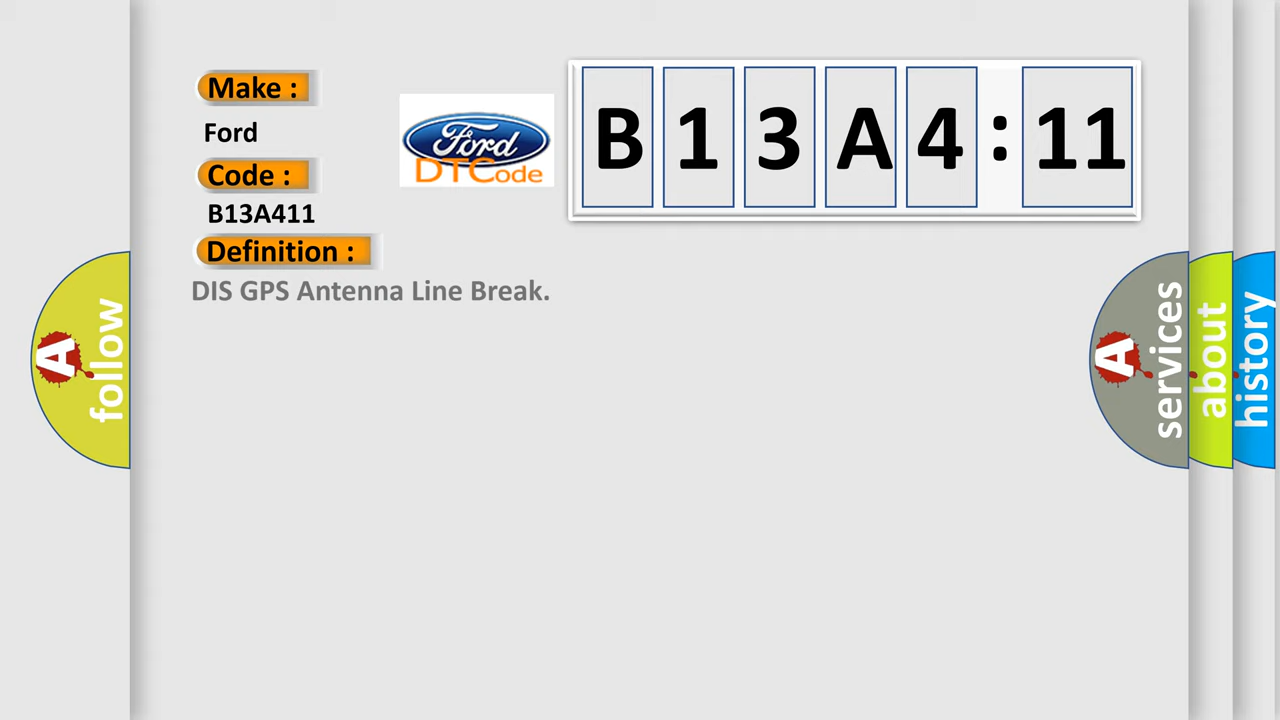 Make :
Ford
Code :
B13A411
Definition :
DIS GPS Antenna Line Break.
Ford
DTCode
B 1 3 A 4 : 11
A follow
A services
about
history